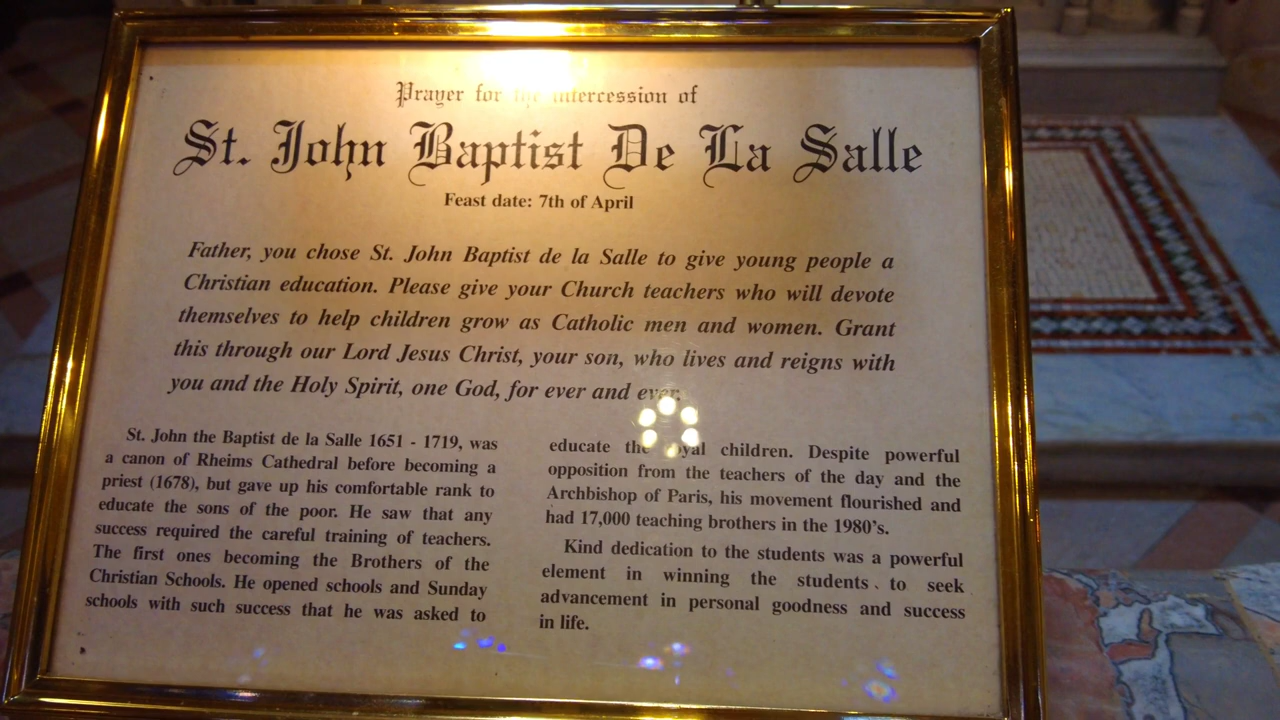 Prayer for the intercession of
St. John Baptist De La Salle
Feast date: 7th of April
Father, you chose St. John Baptist de la Salle to give young people a
Christian education. Please give your Church teachers who will devote
themselves to help children grow as Catholic men and women. Grant
this through our Lord Jesus Christ, your son, who lives and reigns with
you and the Holy Spirit, one God, for ever and ever.
St. John the Baptist de la Salle 1651 - 1719, was
a canon of Rheims Cathedral before becoming a
priest (1678), but gave up his comfortable rank to
educate the sons of the poor. He saw that any
success required the careful training of teachers.
The first ones becoming the Brothers of the
Christian Schools. He opened schools and Sunday
schools with such success that he was asked to
educate the royal children. Despite powerful
opposition from the teachers of the day and the
Archbishop of Paris, his movement flourished and
had 17,000 teaching brothers in the 1980's.
Kind dedication to the students was a powerful
element in winning the students to seek
advancement in personal goodness and success
in life.